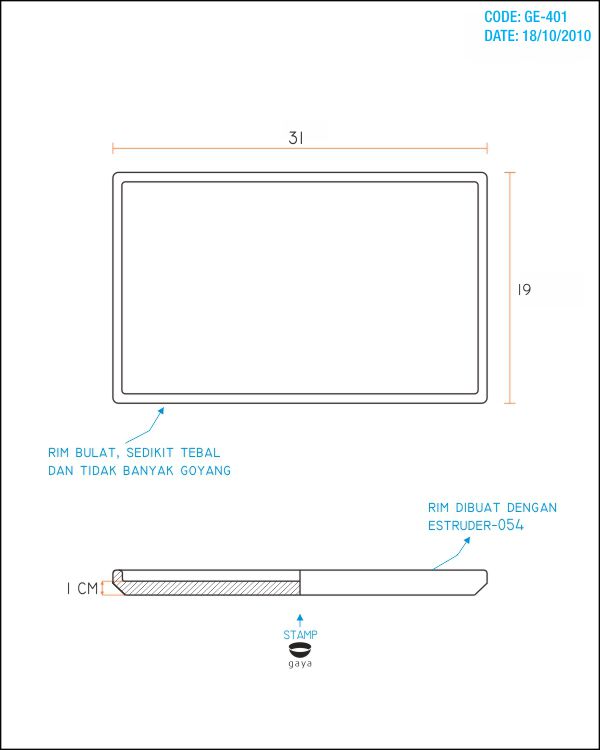 CODE: GE-401
DATE: 18/10/2010
31
19
RIM BULAT, SEDIKIT TEBAL
DAN TIDAK BANYAK GOYANG
RIM DIBUAT DENGAN
ESTRUDER-054
1 CM
STAMP
gaya